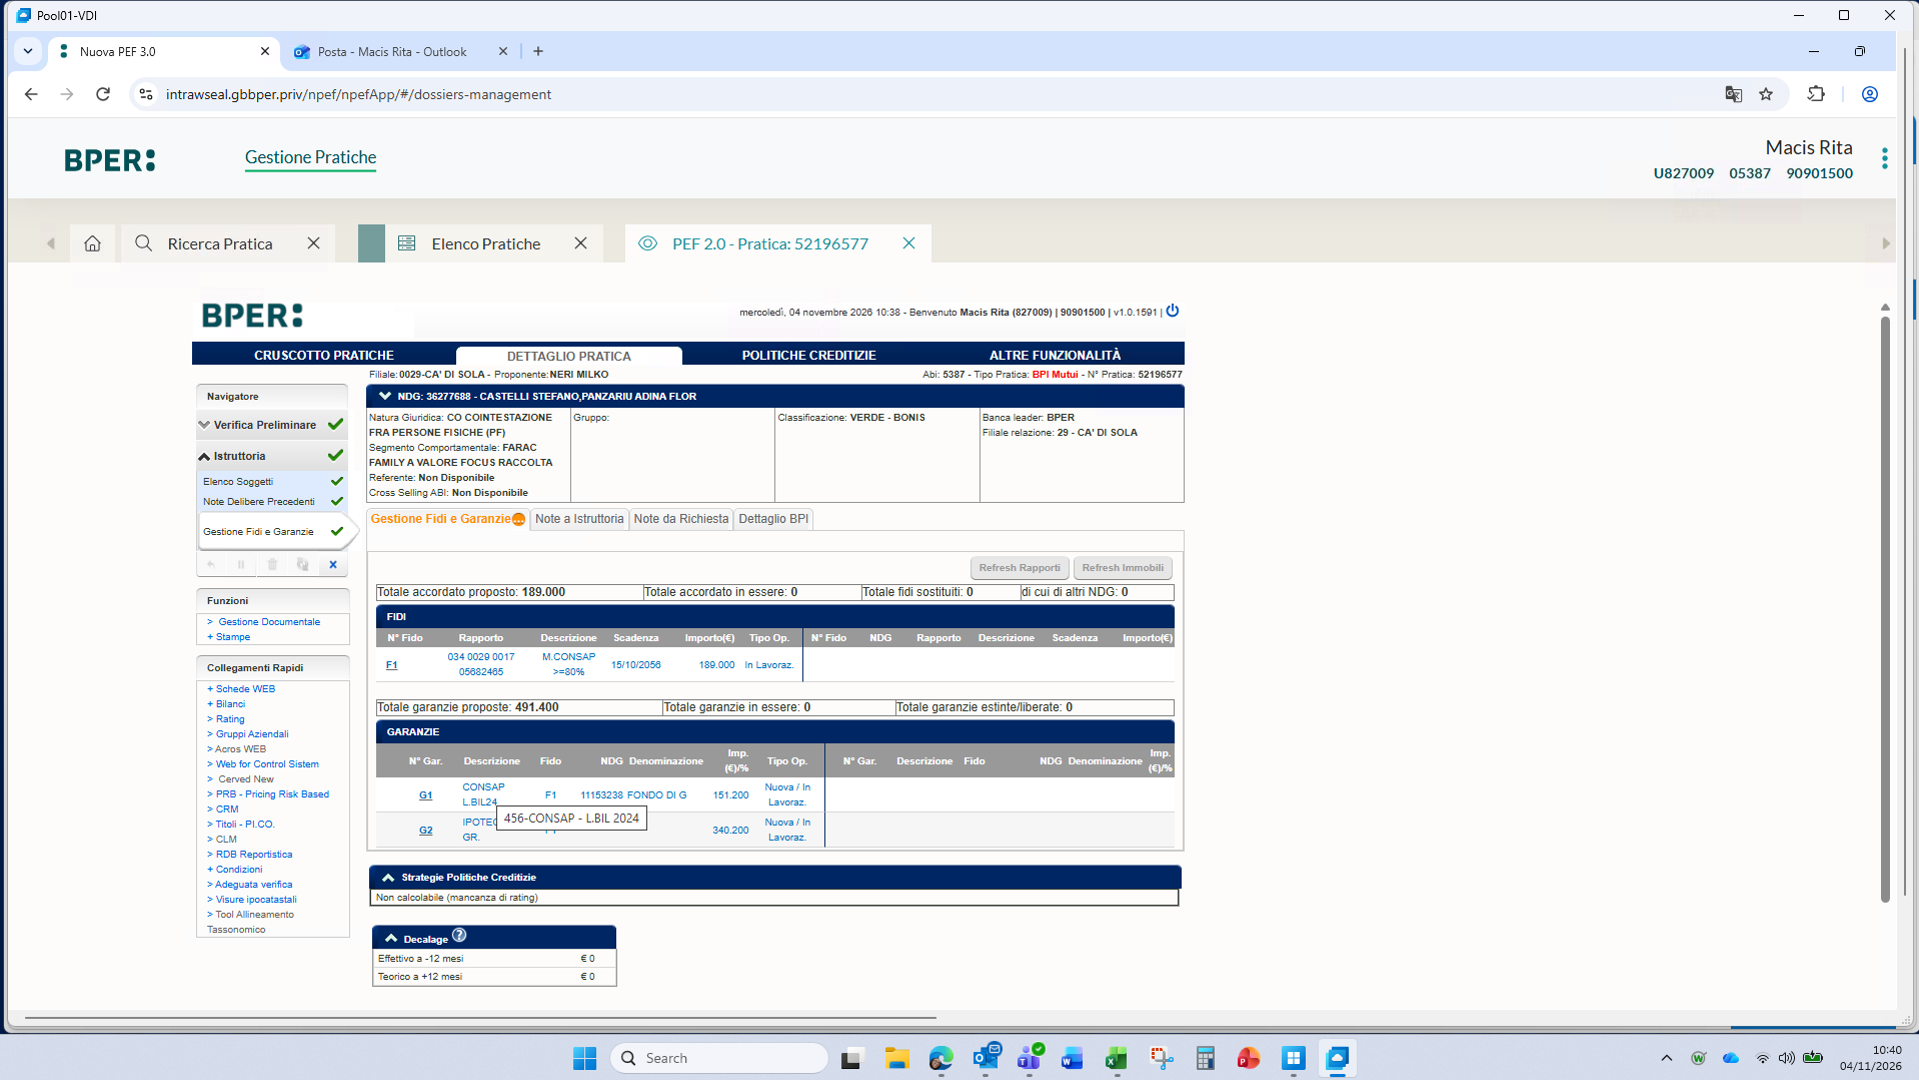 Pool01-VDI
Nuova PEF 3.0
Posta - Macis Rita - Outlook
intrawseal.gbbper.priv/npef/npefApp/#/dossiers-management
BPER:
Gestione Pratiche
Macis Rita
U827009 05387 90901500
Ricerca Pratica
Elenco Pratiche
PEF 2.0 - Pratica: 52196577
BPER:
mercoledì, 04 novembre 2026 10:38 - Benvenuto Macis Rita (827009) | 90901500 | v1.0.1591 |
CRUSCOTTO PRATICHE
DETTAGLIO PRATICA
POLITICHE CREDITIZIE
ALTRE FUNZIONALITÀ
Filiale:0029-CA' DI SOLA - Proponente:NERI MILKO
Abi: 5387 - Tipo Pratica: BPI Mutui - N° Pratica: 52196577
Navigatore
Verifica Preliminare
Istruttoria
Elenco Soggetti
Note Delibere Precedenti
Gestione Fidi e Garanzie
Funzioni
> Gestione Documentale
+ Stampe
Collegamenti Rapidi
+ Schede WEB
+ Bilanci
> Rating
> Gruppi Aziendali
> Acros WEB
> Web for Control Sistem
> Cerved New
> PRB - Pricing Risk Based
> CRM
> Titoli - PI.CO.
> CLM
> RDB Reportistica
+ Condizioni
> Adeguata verifica
> Visure ipocatastali
> Tool Allineamento
Tassonomico
NDG: 36277688 - CASTELLI STEFANO,PANZARIU ADINA FLOR
Natura Giuridica: CO COINTESTAZIONE
FRA PERSONE FISICHE (PF)
Segmento Comportamentale: FARAC
FAMILY A VALORE FOCUS RACCOLTA
Referente: Non Disponibile
Cross Selling ABI: Non Disponibile
Gruppo:
Classificazione: VERDE - BONIS
Banca leader: BPER
Filiale relazione: 29 - CA' DI SOLA
Gestione Fidi e Garanzie
Note a Istruttoria
Note da Richiesta
Dettaglio BPI
Refresh Rapporti
Refresh Immobili
Totale accordato proposto: 189.000
Totale accordato in essere: 0
Totale fidi sostituiti: 0
di cui di altri NDG: 0
FIDI
N° Fido Rapporto Descrizione Scadenza Importo(€) Tipo Op. N° Fido NDG Rapporto Descrizione Scadenza Importo(€)
F1 034 0029 0017 05682465 M.CONSAP >=80% 15/10/2056 189.000 In Lavoraz.
Totale garanzie proposte: 491.400
Totale garanzie in essere: 0
Totale garanzie estinte/liberate: 0
GARANZIE
N° Gar. Descrizione Fido NDG Denominazione Imp. (€)/% Tipo Op. N° Gar. Descrizione Fido NDG Denominazione Imp. (€)/%
G1 CONSAP L.BIL24 F1 11153238 FONDO DI G 151.200 Nuova / In Lavoraz.
456-CONSAP - L.BIL 2024
G2 GR. 340.200 Nuova / In Lavoraz.
Strategie Politiche Creditizie
Non calcolabile (mancanza di rating)
Decalage ?
Effettivo a -12 mesi € 0
Teorico a +12 mesi € 0
Search
10:40
04/11/2026